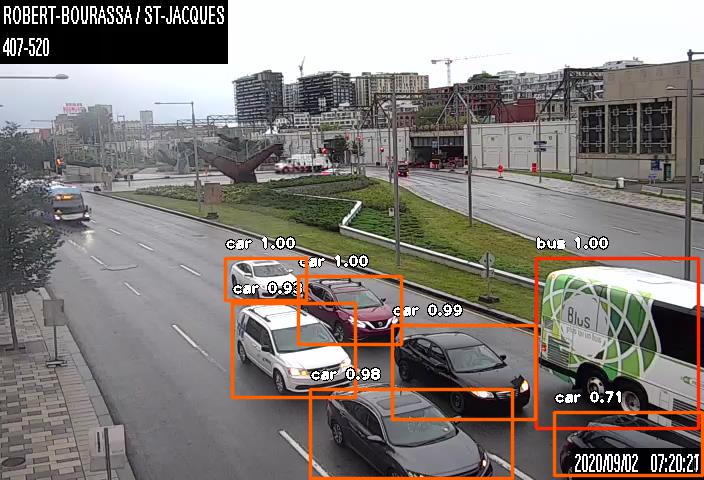 ROBERT-BOURASSA / ST-JACQUES
407-520
car 1.00
car 1.00
bus 1.00
car 0.93
car 0.99
car 0.98
car 0.71
2020/09/02 07:20:21